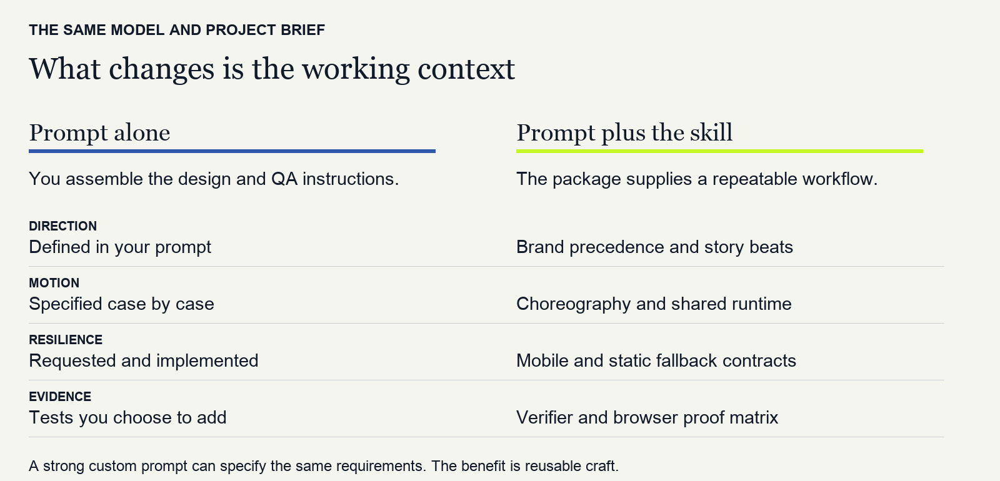 THE SAME MODEL AND PROJECT BRIEF
What changes is the working context
Prompt alone
Prompt plus the skill
You assemble the design and QA instructions.
The package supplies a repeatable workflow.
DIRECTION
Defined in your prompt
Brand precedence and story beats
MOTION
Specified case by case
Choreography and shared runtime
RESILIENCE
Requested and implemented
Mobile and static fallback contracts
EVIDENCE
Tests you choose to add
Verifier and browser proof matrix
A strong custom prompt can specify the same requirements. The benefit is reusable craft.